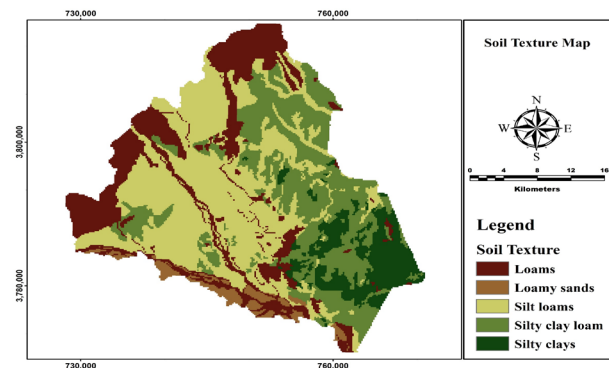 730,000
760,000
3,800,000
3,780,000
730,000
760,000
Soil Texture Map
N
W
E
S
0 2 4 8 12 16
Kilometers
Legend
Soil Texture
Loams
Loamy sands
Silt loams
Silty clay loam
Silty clays